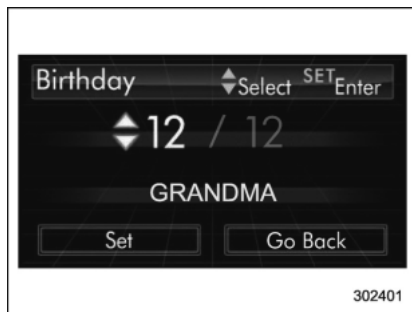 Birthday Select SET Enter
12 / 12
GRANDMA
Set Go Back
302401